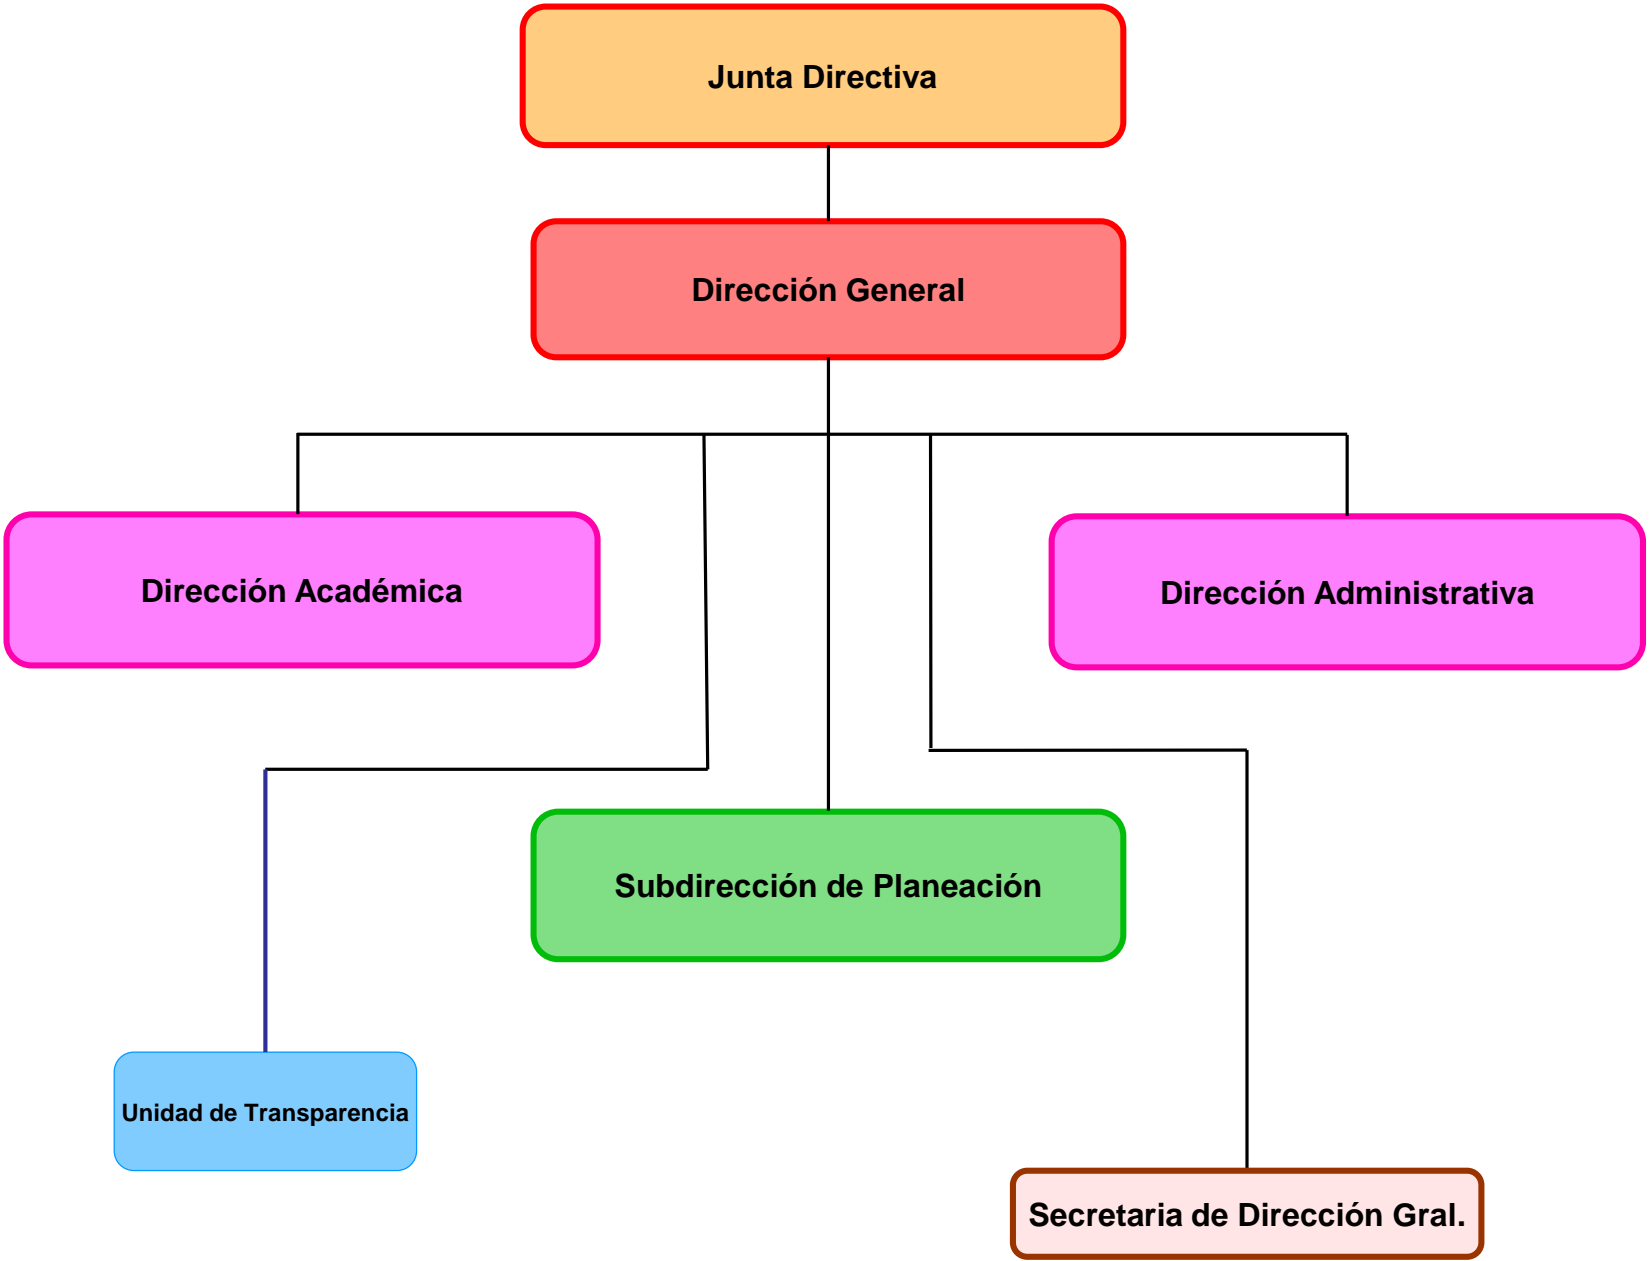 Junta Directiva
Dirección General
Dirección Académica
Dirección Administrativa
Subdirección de Planeación
Unidad de Transparencia
Secretaria de Dirección Gral.